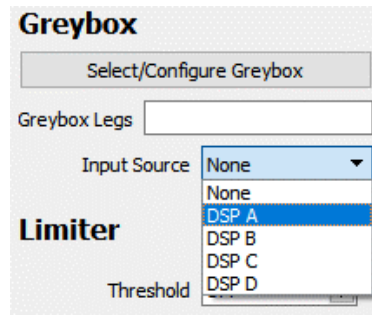 Greybox
Select/Configure Greybox
Greybox Legs
Input Source None
None
DSP A
DSP B
DSP C
DSP D
Limiter
Threshold